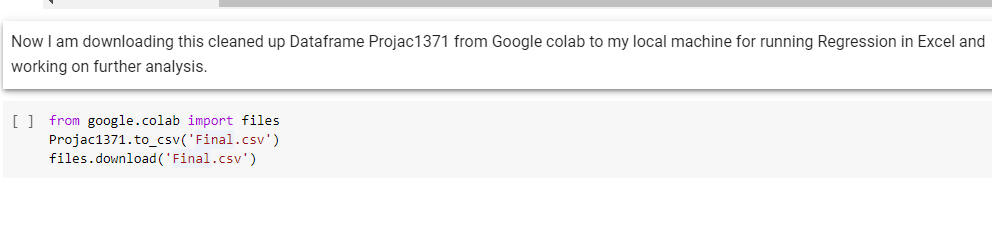 Now I am downloading this cleaned up Dataframe Projac1371 from Google colab to my local machine for running Regression in Excel and
working on further analysis.
[ ] from google.colab import files
Projac1371.to_csv('Final.csv')
files.download('Final.csv')